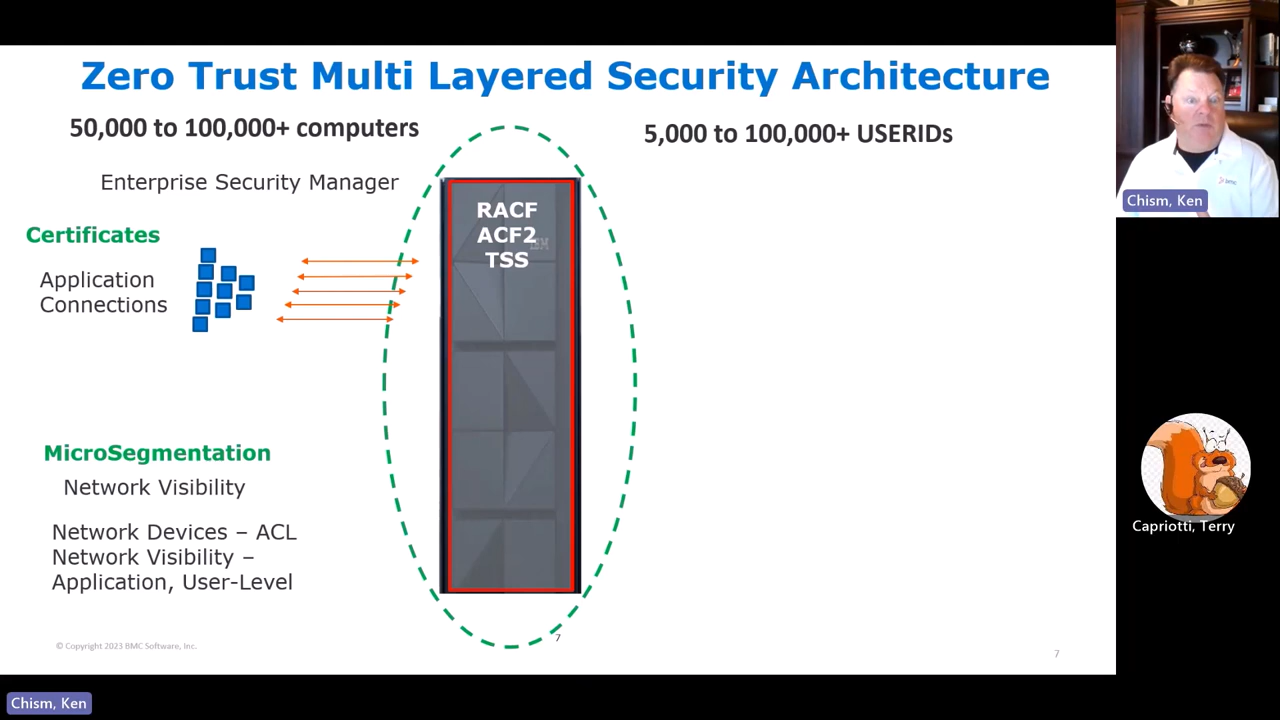 Zero Trust Multi Layered Security Architecture
50,000 to 100,000+ computers
5,000 to 100,000+ USERIDs
Enterprise Security Manager
RACF
ACF2
TSS
IBM
Certificates
Application
Connections
MicroSegmentation
Network Visibility
Network Devices – ACL
Network Visibility –
Application, User-Level
7
© Copyright 2023 BMC Software, Inc.
7
Chism, Ken
bmc
Capriotti, Terry
Chism, Ken